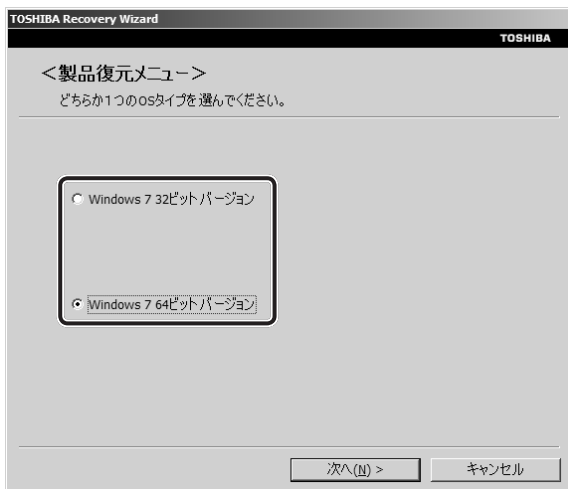 TOSHIBA Recovery Wizard
TOSHIBA
＜製品復元メニュー＞
どちらか1つのOSタイプを選んでください。
Windows 7 32ビットバージョン
Windows 7 64ビットバージョン
次へ(N) >
キャンセル